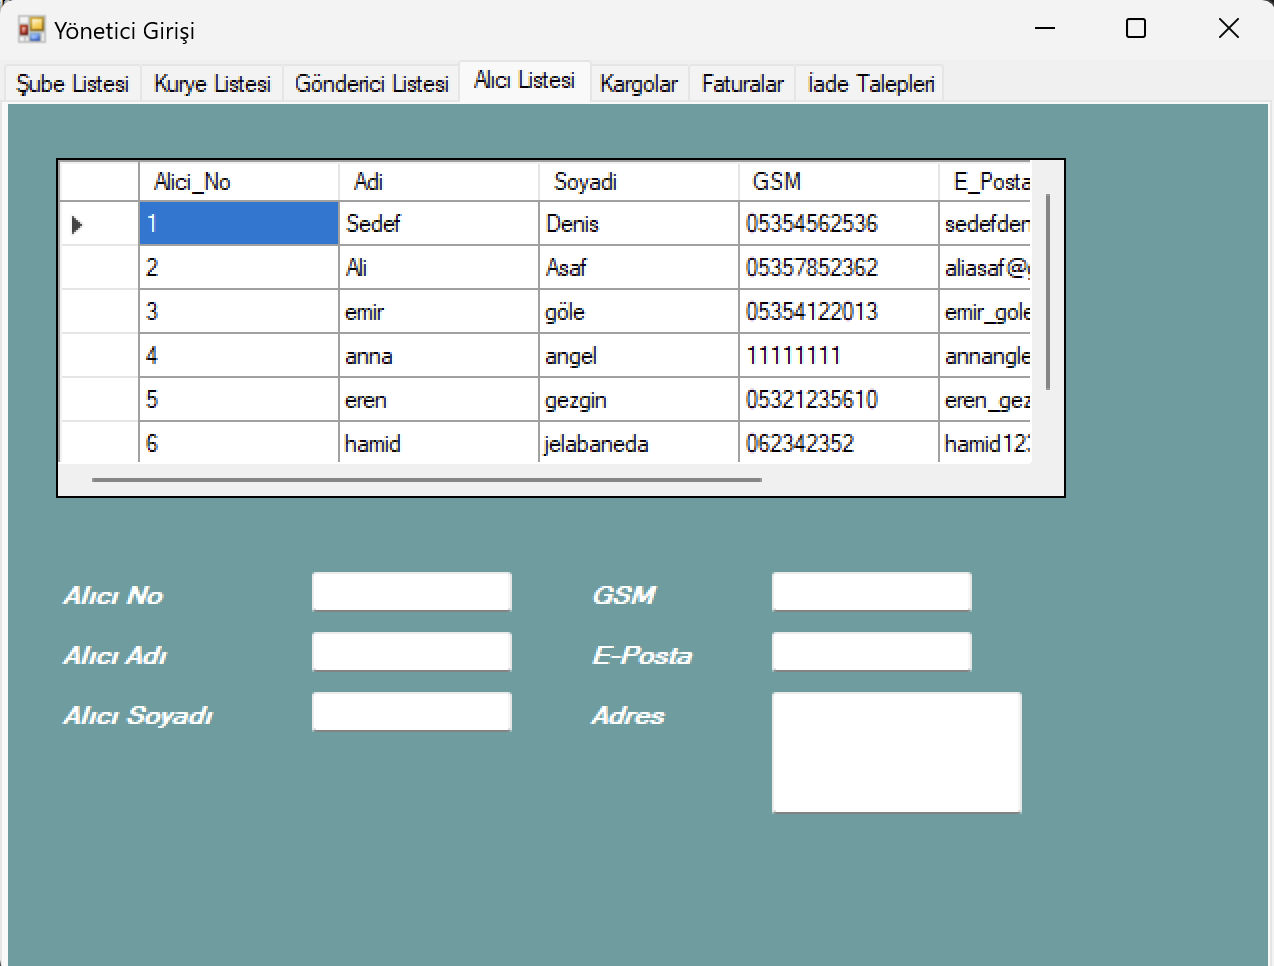 Yönetici Girişi
Şube Listesi Kurye Listesi Gönderici Listesi Alıcı Listesi Kargolar Faturalar İade Talepleri
Alici_No Adi Soyadi GSM E_Posta
1 Sedef Denis 05354562536 sedefden
2 Ali Asaf 05357852362 aliasaf@
3 emir göle 05354122013 emir_gole
4 anna angel 11111111 annangle
5 eren gezgin 05321235610 eren_gez
6 hamid jelabaneda 062342352 hamid12
Alıcı No GSM
Alıcı Adı E-Posta
Alıcı Soyadı Adres